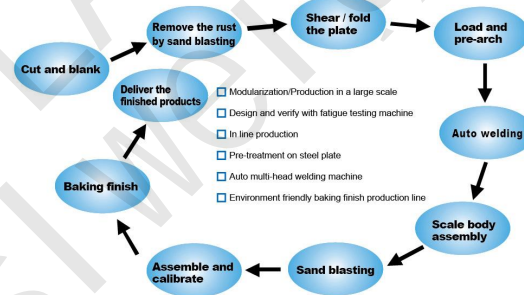 Cut and blank
Remove the rust
by sand blasting
Shear / fold
the plate
Load and
pre-arch
Auto welding
Scale body
assembly
Sand blasting
Assemble and
calibrate
Baking finish
Deliver the
finished products
Modularization/Production in a large scale
Design and verify with fatigue testing machine
In line production
Pre-treatment on steel plate
Auto multi-head welding machine
Environment friendly baking finish production line